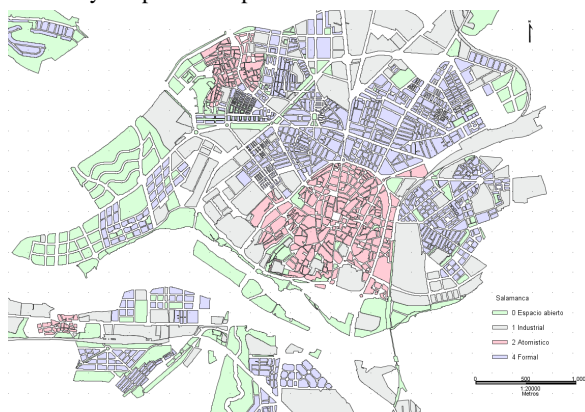 Salamanca
0 Espacio abierto
1 Industrial
2 Atomistico
4 Formal
0 500 1.000
1:20000
Metros